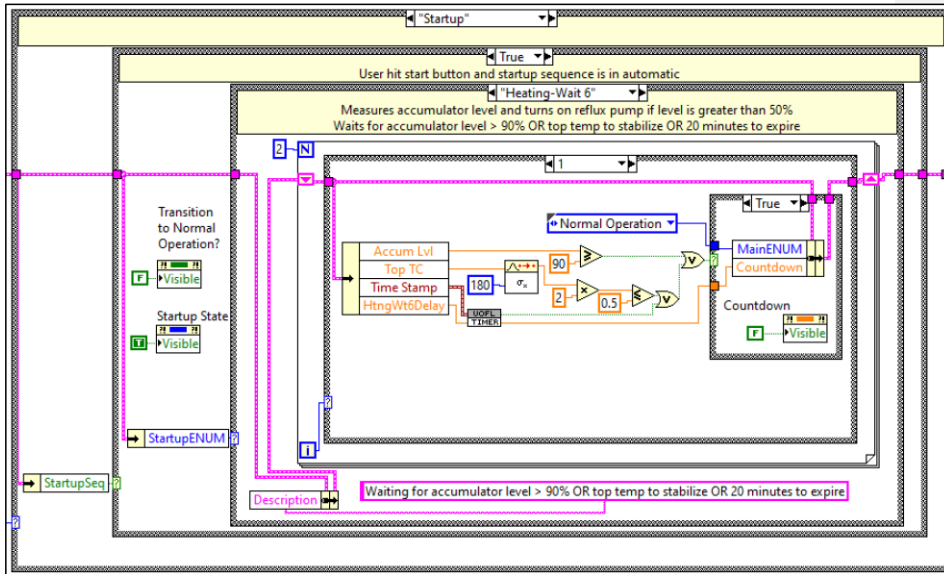 "Startup"
True
User hit start button and startup sequence is in automatic
"Heating-Wait 6"
Measures accumulator level and turns on reflux pump if level is greater than 50%
Waits for accumulator level > 90% OR top temp to stabilize OR 20 minutes to expire
2
N
1
True
Transition
to Normal
Operation?
F
Visible
Startup State
T
Visible
Normal Operation
Accum Lvl
Top TC
Time Stamp
HtngWt6Delay
180
σx
UOFL
TIMER
90
≥
2
x
0.5
≤
V
V
MainENUM
Countdown
Countdown
F
Visible
?
i
StartupENUM
?
StartupSeq
?
Description
Waiting for accumulator level > 90% OR top temp to stabilize OR 20 minutes to expire
?